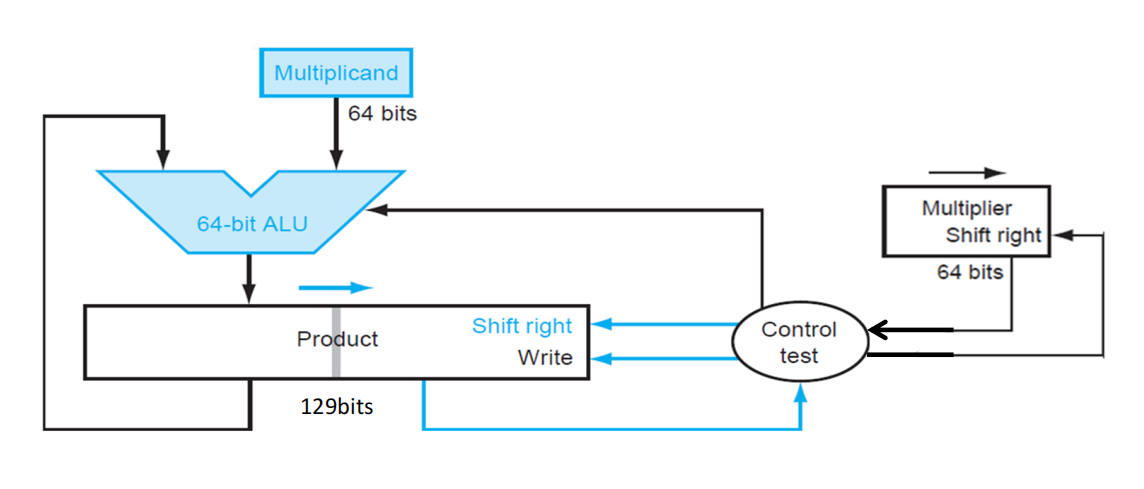 Multiplicand
64 bits
64-bit ALU
Multiplier
Shift right
64 bits
Product
Shift right
Write
Control
test
129bits